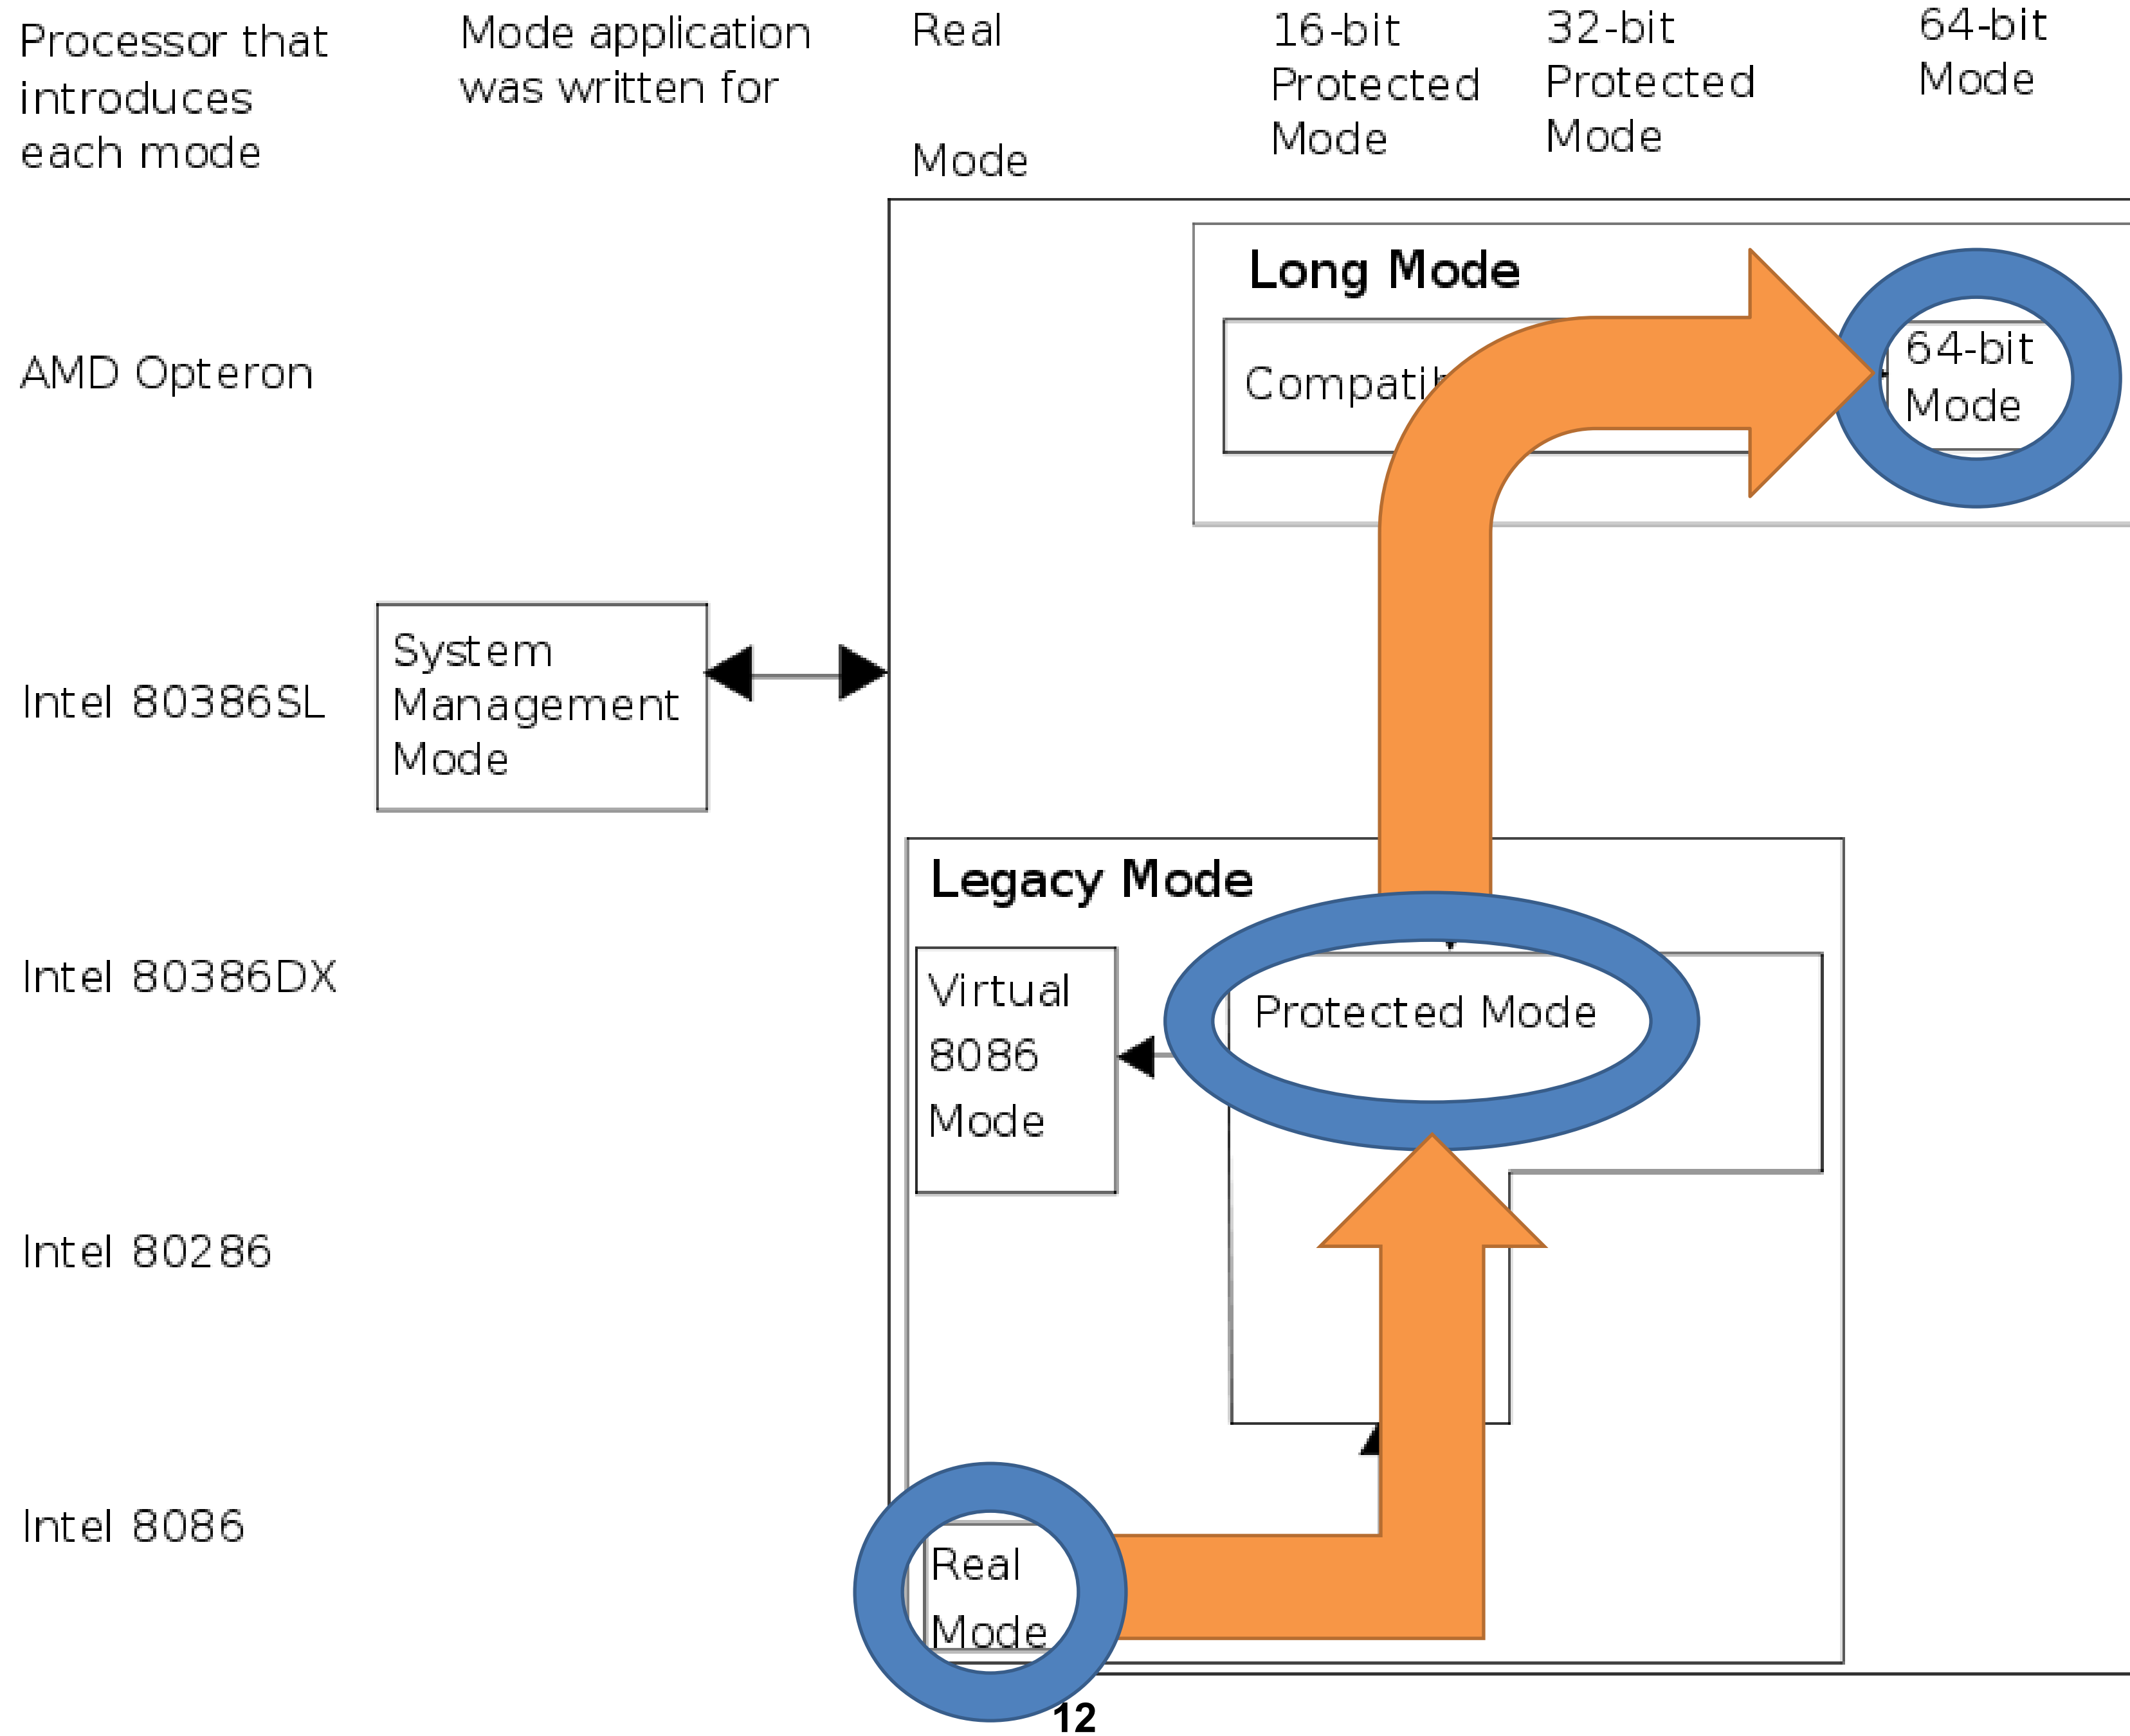 Processor that
introduces
each mode
Mode application
was written for
Real
Mode
16-bit
Protected
Mode
32-bit
Protected
Mode
64-bit
Mode
Long Mode
64-bit
Mode
AMD Opteron
System
Management
Mode
Intel 80386SL
Legacy Mode
Intel 80386DX
Virtual
8086
Mode
Protected Mode
Intel 80286
Intel 8086
Real
Mode
12